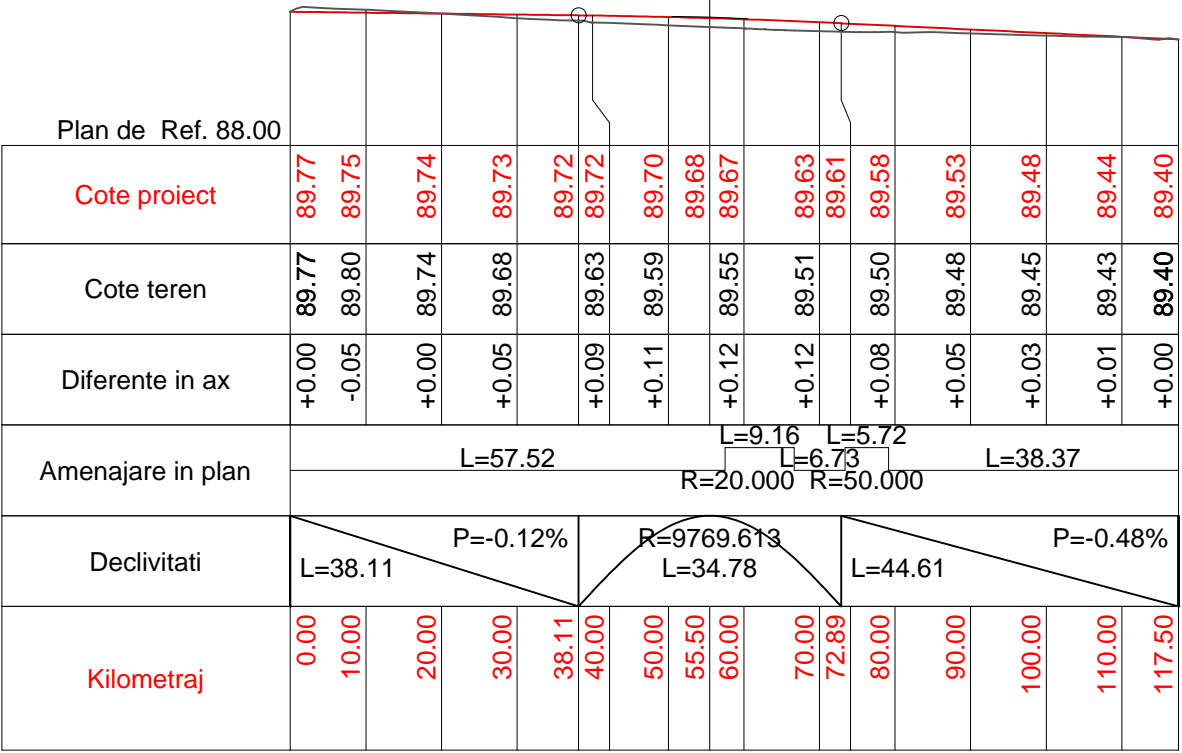 Plan de Ref. 88.00
Cote proiect 89.77 89.75 89.74 89.73 89.72 89.72 89.70 89.68 89.67 89.63 89.61 89.58 89.53 89.48 89.44 89.40
Cote teren 89.77 89.80 89.74 89.68 89.63 89.59 89.55 89.51 89.50 89.48 89.45 89.43 89.40
Diferente in ax +0.00 -0.05 +0.00 +0.05 +0.09 +0.11 +0.12 +0.12 +0.08 +0.05 +0.03 +0.01 +0.00
L=9.16 L=5.72
Amenajare in plan L=57.52 L=6.73 L=38.37
R=20.000 R=50.000
P=-0.12% R=9769.613 P=-0.48%
Declivitati L=38.11 L=34.78 L=44.61
Kilometraj 0.00 10.00 20.00 30.00 38.11 40.00 50.00 55.50 60.00 70.00 72.89 80.00 90.00 100.00 110.00 117.50